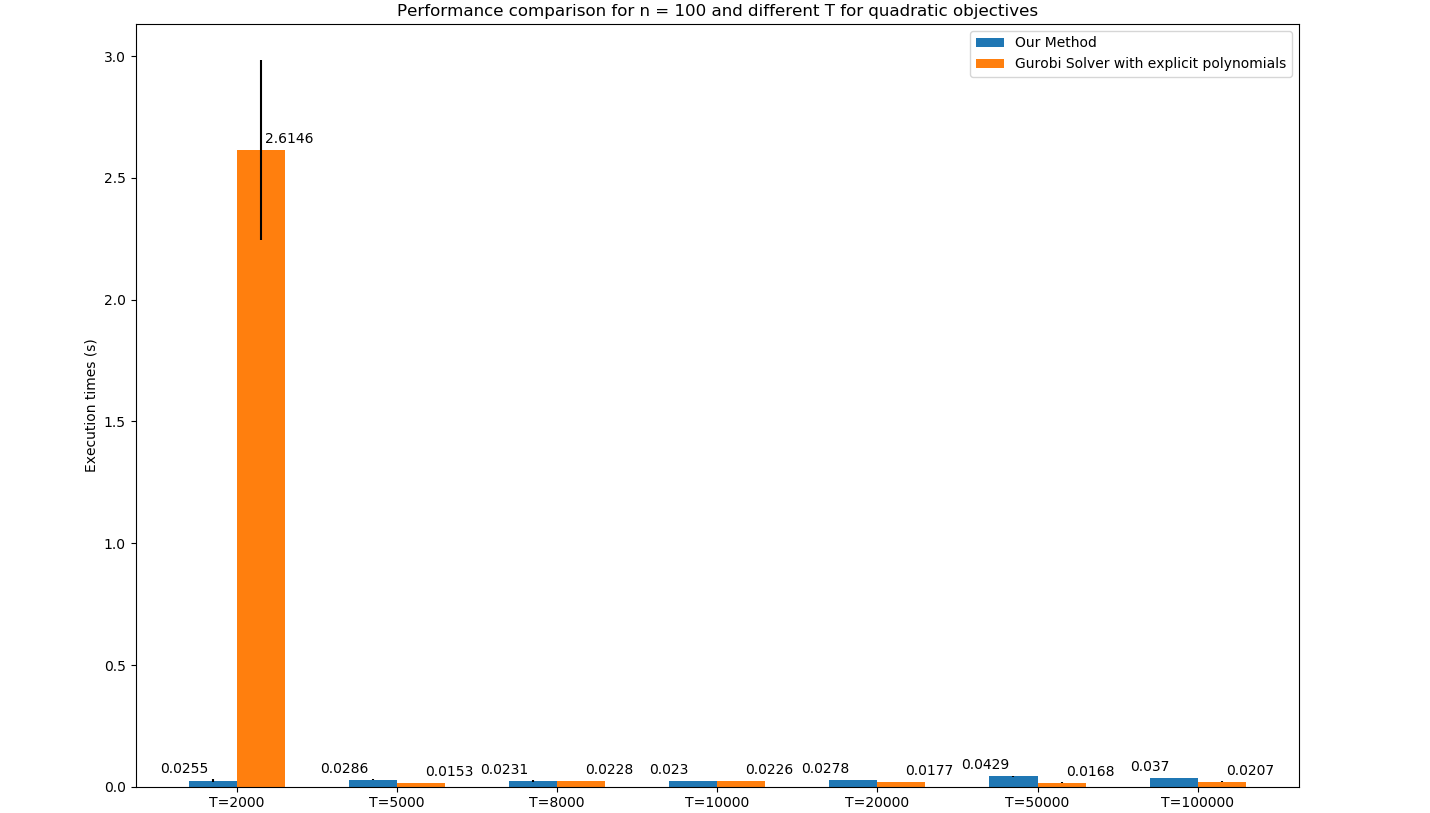 Performance comparison for n = 100 and different T for quadratic objectives
Our Method
Gurobi Solver with explicit polynomials
Execution times (s)
3.0
2.5
2.0
1.5
1.0
0.5
0.0
2.6146
0.0255
0.0286
0.0153
0.0231
0.0228
0.023
0.0226
0.0278
0.0177
0.0429
0.0168
0.037
0.0207
T=2000
T=5000
T=8000
T=10000
T=20000
T=50000
T=100000